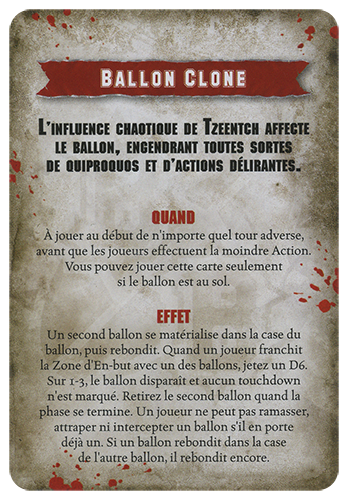 BALLON CLONE
L'INFLUENCE CHAOTIQUE DE TZEENTCH AFFECTE
LE BALLON, ENGENDRANT TOUTES SORTES
DE QUIPROQUOS ET D'ACTIONS DÉLIRANTES.
QUAND
À jouer au début de n'importe quel tour adverse,
avant que les joueurs effectuent la moindre Action.
Vous pouvez jouer cette carte seulement
si le ballon est au sol.
EFFET
Un second ballon se matérialise dans la case du
ballon, puis rebondit. Quand un joueur franchit
la Zone d'En-but avec un des ballons, jetez un D6.
Sur 1-3, le ballon disparaît et aucun touchdown
n'est marqué. Retirez le second ballon quand la
phase se termine. Un joueur ne peut pas ramasser,
attraper ni intercepter un ballon s'il en porte
déjà un. Si un ballon rebondit dans la case
de l'autre ballon, il rebondit encore.